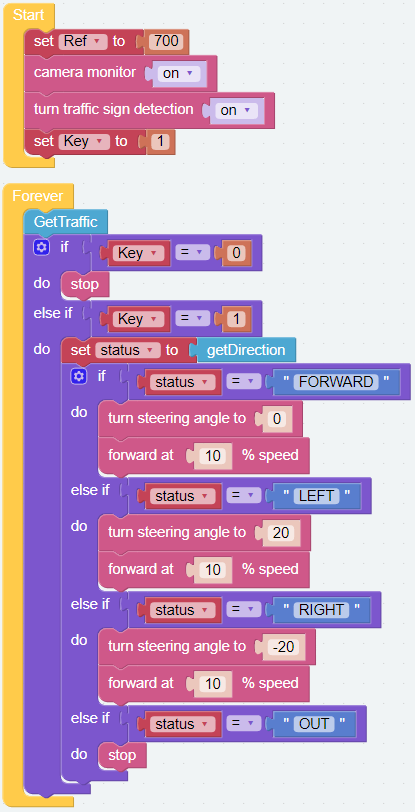 Start
set Ref to 700
camera monitor on
turn traffic sign detection on
set Key to 1
Forever
GetTraffic
if Key = 0
do stop
else if Key = 1
do set status to getDirection
if status = " FORWARD "
do turn steering angle to 0
forward at 10 % speed
else if status = " LEFT "
do turn steering angle to 20
forward at 10 % speed
else if status = " RIGHT "
do turn steering angle to -20
forward at 10 % speed
else if status = " OUT "
do stop